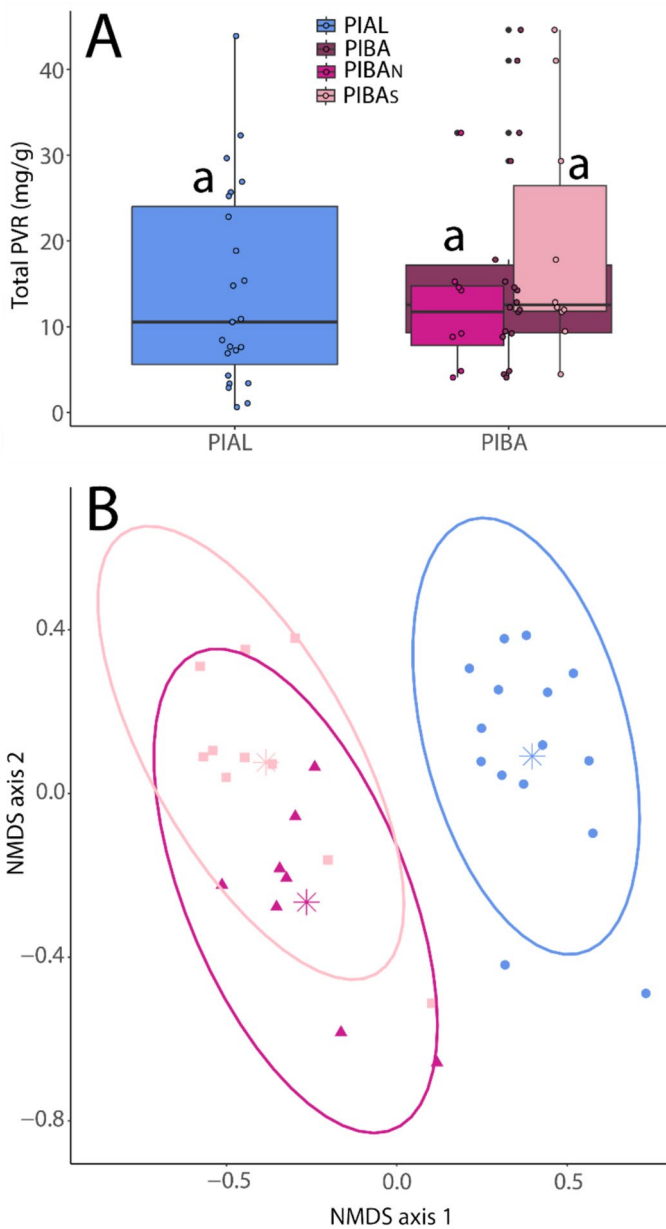 A
PIAL
PIBA
PIBAN
PIBAS
Total PVR (mg/g)
40
30
20
10
0
a
a
a
PIAL
PIBA
B
NMDS axis 2
0.4
0.0
−0.4
−0.8
−0.5
0.0
0.5
NMDS axis 1